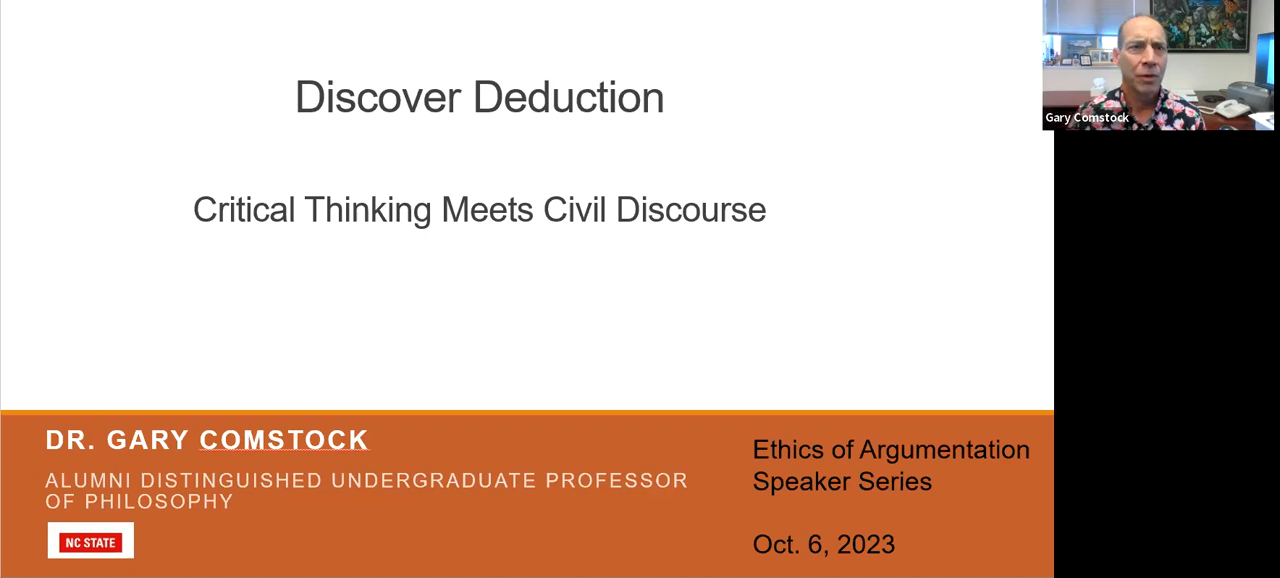 Discover Deduction
Critical Thinking Meets Civil Discourse
Gary Comstock
DR. GARY COMSTOCK
ALUMNI DISTINGUISHED UNDERGRADUATE PROFESSOR
OF PHILOSOPHY
NC STATE
Ethics of Argumentation
Speaker Series
Oct. 6, 2023